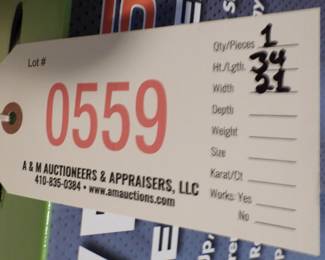 Lot #
0559
A & M AUCTIONEERS & APPRAISERS, LLC
410-835-0384 • www.amauctions.com
Qty/Pieces 1
Ht./Lgth. 34
Width 21
Depth
Weight
Size
Karat/Ct
Works: Yes
No